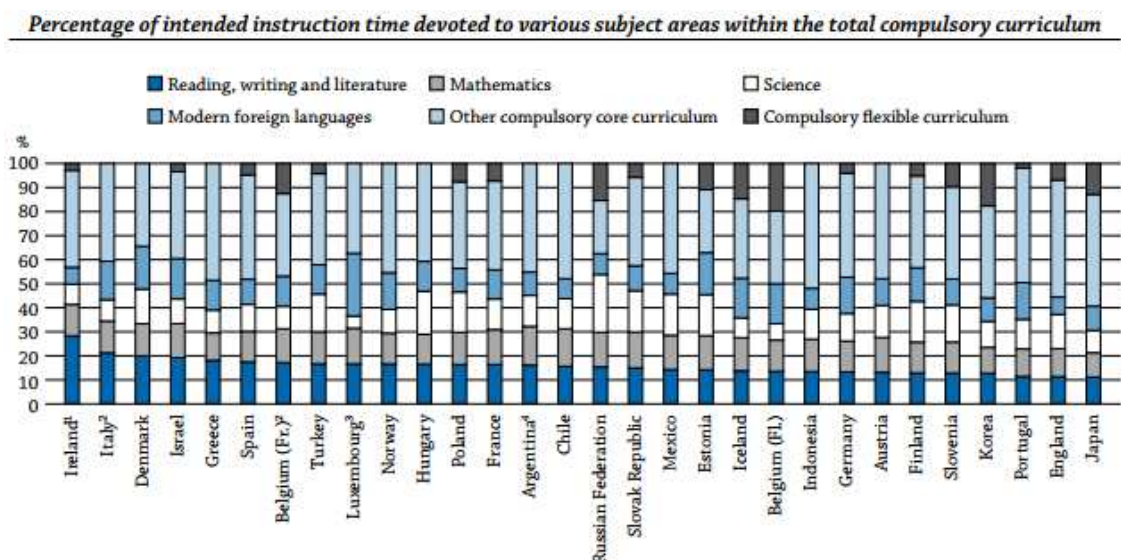 Percentage of intended instruction time devoted to various subject areas within the total compulsory curriculum
Reading, writing and literature
Mathematics
Science
Modern foreign languages
Other compulsory core curriculum
Compulsory flexible curriculum
%
100
90
80
70
60
50
40
30
20
10
0
Ireland¹
Italy²
Denmark
Israel
Greece
Spain
Belgium (Fr.)²
Turkey
Luxembourg³
Norway
Hungary
Poland
France
Argentina⁴
Chile
Russian Federation
Slovak Republic
Mexico
Estonia
Iceland
Belgium (Fl.)
Indonesia
Germany
Austria
Finland
Slovenia
Korea
Portugal
England
Japan